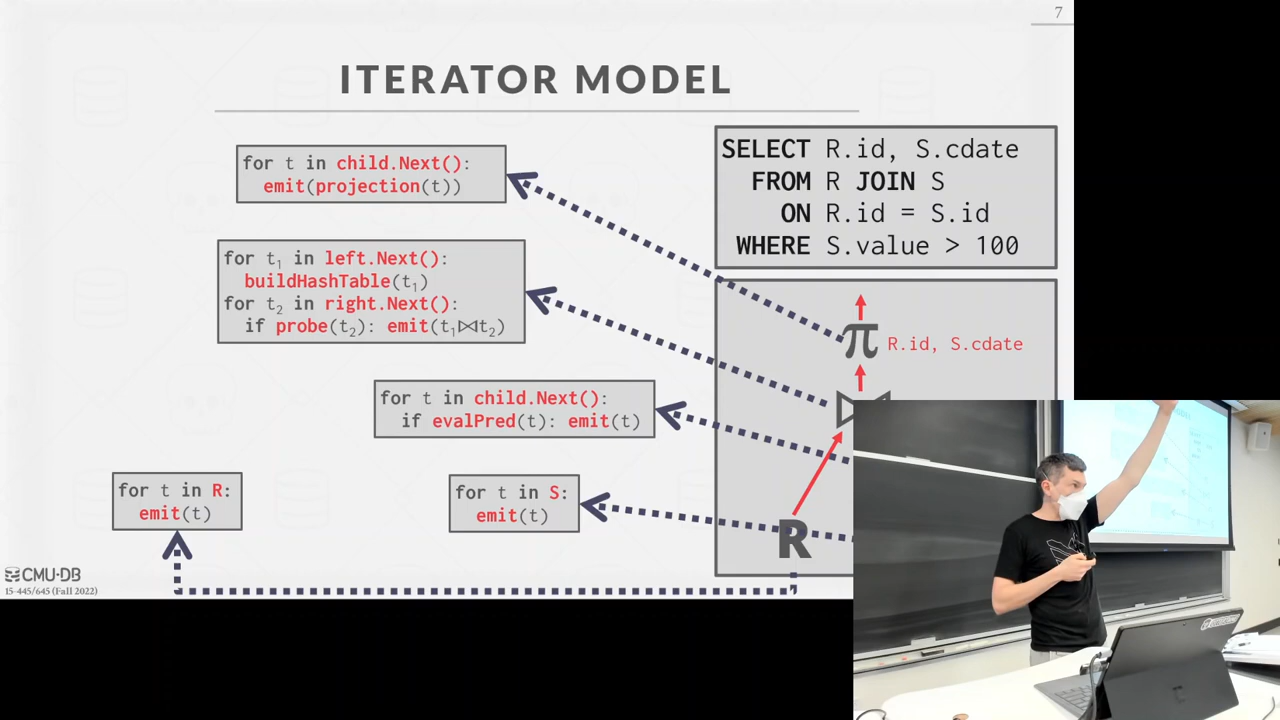 7
ITERATOR MODEL
for t in child.Next():
emit(projection(t))
SELECT R.id, S.cdate
FROM R JOIN S
ON R.id = S.id
WHERE S.value > 100
for t₁ in left.Next():
buildHashTable(t₁)
for t₂ in right.Next():
if probe(t₂): emit(t₁⨝t₂)
π R.id, S.cdate
⨝
for t in child.Next():
if evalPred(t): emit(t)
for t in R:
emit(t)
for t in S:
emit(t)
R
CMU·DB
15-445/645 (Fall 2022)